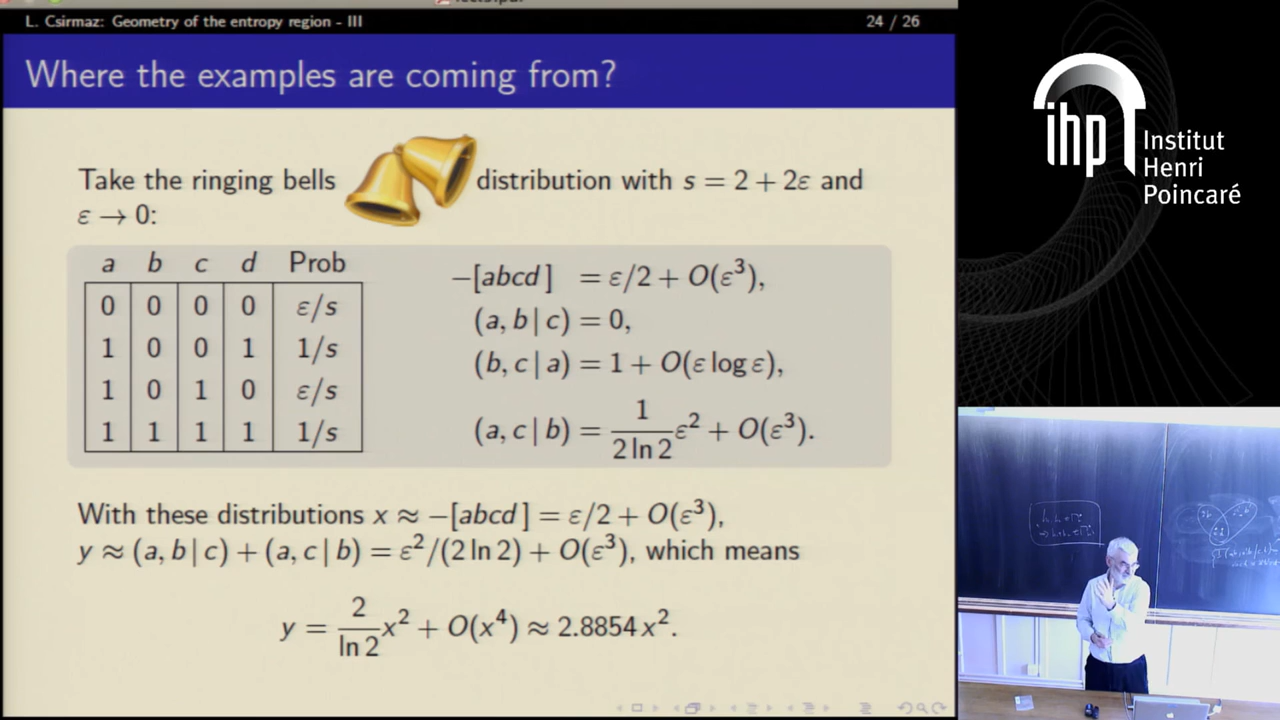 L. Csirmaz: Geometry of the entropy region - III 24 / 26
Where the examples are coming from?
Take the ringing bells distribution with s = 2 + 2ε and
ε → 0:
a b c d Prob
0 0 0 0 ε/s
1 0 0 1 1/s
1 0 1 0 ε/s
1 1 1 1 1/s
−[abcd] = ε/2 + O(ε³),
(a, b | c) = 0,
(b, c | a) = 1 + O(ε log ε),
(a, c | b) = 1/(2 ln 2) ε² + O(ε³).
With these distributions x ≈ −[abcd] = ε/2 + O(ε³),
y ≈ (a, b | c) + (a, c | b) = ε²/(2 ln 2) + O(ε³), which means
y = 2/ln 2 x² + O(x⁴) ≈ 2.8854 x².
ihp
Institut
Henri
Poincaré